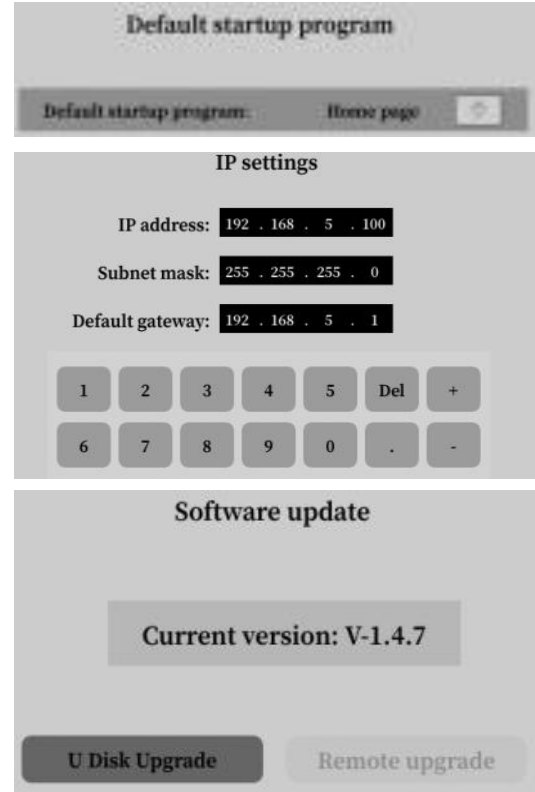 Default startup program
Default startup program: Home page
IP settings
IP address: 192 . 168 . 5 . 100
Subnet mask: 255 . 255 . 255 . 0
Default gateway: 192 . 168 . 5 . 1
1 2 3 4 5 Del +
6 7 8 9 0 . -
Software update
Current version: V-1.4.7
U Disk Upgrade Remote upgrade